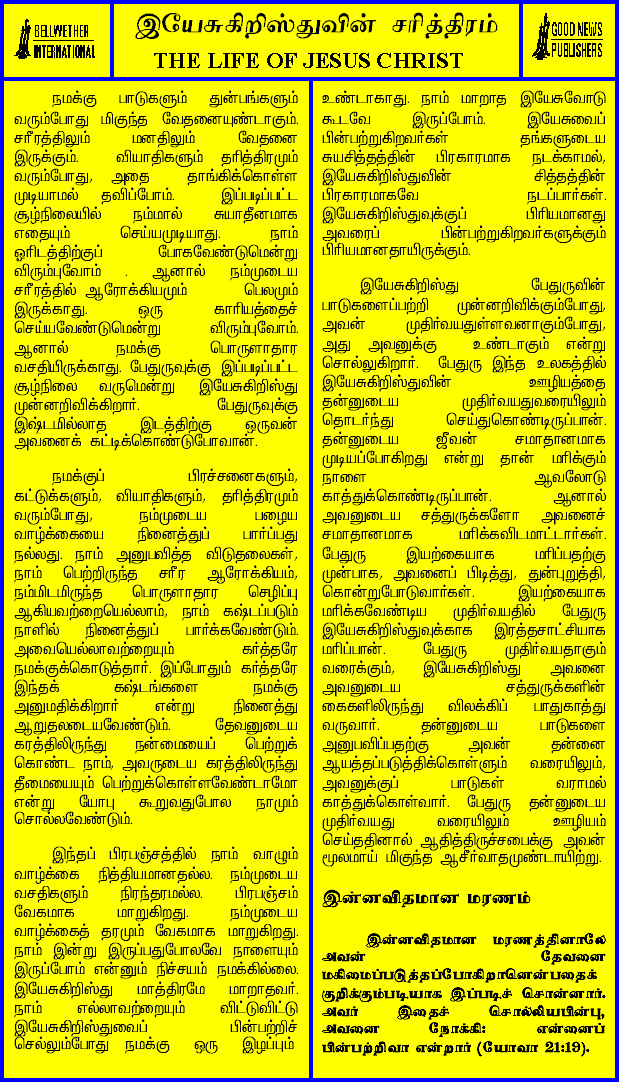 BELLWETHER
INTERNATIONAL
இயேசுகிறிஸ்துவின் சரித்திரம்
THE LIFE OF JESUS CHRIST
GOOD NEWS
PUBLISHERS
நமக்கு பாடுகளும் துன்பங்களும்
வரும்போது மிகுந்த வேதனையுண்டாகும்.
சரீரத்திலும் மனதிலும் வேதனை
இருக்கும். வியாதிகளும் தரித்திரமும்
வரும்போது, அதை தாங்கிக்கொள்ள
முடியாமல் தவிப்போம். இப்படிப்பட்ட
சூழ்நிலையில் நம்மால் சுயாதீனமாக
எதையும் செய்யமுடியாது. நாம்
ஓரிடத்திற்குப் போகவேண்டுமென்று
விரும்புவோம் . ஆனால் நம்முடைய
சரீரத்தில் ஆரோக்கியமும் பெலமும்
இருக்காது. ஒரு காரியத்தைச்
செய்யவேண்டுமென்று விரும்புவோம்.
ஆனால் நமக்கு பொருளாதார
வசதியிருக்காது. பேதுருவுக்கு இப்படிப்பட்ட
சூழ்நிலை வருமென்று இயேசுகிறிஸ்து
முன்னறிவிக்கிறார். பேதுருவுக்கு
இஷ்டமில்லாத இடத்திற்கு ஒருவன்
அவனைக் கட்டிக்கொண்டுபோவான்.
நமக்குப் பிரச்சனைகளும்,
கட்டுக்களும், வியாதிகளும், தரித்திரமும்
வரும்போது, நம்முடைய பழைய
வாழ்க்கையை நினைத்துப் பார்ப்பது
நல்லது. நாம் அனுபவித்த விடுதலைகள்,
நாம் பெற்றிருந்த சரீர ஆரோக்கியம்,
நம்மிடமிருந்த பொருளாதார செழிப்பு
ஆகியவற்றையெல்லாம், நாம் கஷ்டப்படும்
நாளில் நினைத்துப் பார்க்கவேண்டும்.
அவையெல்லாவற்றையும் கர்த்தரே
நமக்குக்கொடுத்தார். இப்போதும் கர்த்தரே
இந்தக் கஷ்டங்களை நமக்கு
அனுமதிக்கிறார் என்று நினைத்து
ஆறுதலடையவேண்டும். தேவனுடைய
கரத்திலிருந்து நன்மையைப் பெற்றுக்
கொண்ட நாம், அவருடைய கரத்திலிருந்து
தீமையையும் பெற்றுக்கொள்ளவேண்டாமோ
என்று யோபு கூறுவதுபோல நாமும்
சொல்லவேண்டும்.
இந்தப் பிரபஞ்சத்தில் நாம் வாழும்
வாழ்க்கை நித்தியமானதல்ல. நம்முடைய
வசதிகளும் நிரந்தரமல்ல. பிரபஞ்சம்
வேகமாக மாறுகிறது. நம்முடைய
வாழ்க்கைத் தரமும் வேகமாக மாறுகிறது.
நாம் இன்று இருப்பதுபோலவே நாளையும்
இருப்போம் என்னும் நிச்சயம் நமக்கில்லை.
இயேசுகிறிஸ்து மாத்திரமே மாறாதவர்.
நாம் எல்லாவற்றையும் விட்டுவிட்டு
இயேசுகிறிஸ்துவைப் பின்பற்றிச்
செல்லும்போது நமக்கு ஒரு இழப்பும்
உண்டாகாது. நாம் மாறாத இயேசுவோடு
கூடவே இருப்போம். இயேசுவைப்
பின்பற்றுகிறவர்கள் தங்களுடைய
சுயசித்தத்தின் பிரகாரமாக நடக்காமல்,
இயேசுகிறிஸ்துவின் சித்தத்தின்
பிரகாரமாகவே நடப்பார்கள்.
இயேசுகிறிஸ்துவுக்குப் பிரியமானது
அவரைப் பின்பற்றுகிறவர்களுக்கும்
பிரியமானதாயிருக்கும்.
இயேசுகிறிஸ்து பேதுருவின்
பாடுகளைப்பற்றி முன்னறிவிக்கும்போது,
அவன் முதிர்வயதுள்ளவனாகும்போது,
அது அவனுக்கு உண்டாகும் என்று
சொல்லுகிறார். பேதுரு இந்த உலகத்தில்
இயேசுகிறிஸ்துவின் ஊழியத்தை
தன்னுடைய முதிர்வயதுவரையிலும்
தொடர்ந்து செய்துகொண்டிருப்பான்.
தன்னுடைய ஜீவன் சமாதானமாக
முடியப்போகிறது என்று தான் மரிக்கும்
நாளை ஆவலோடு
காத்துக்கொண்டிருப்பான். ஆனால்
அவனுடைய சத்துருக்களோ அவனைச்
சமாதானமாக மரிக்கவிடமாட்டார்கள்.
பேதுரு இயற்கையாக மரிப்பதற்கு
முன்பாக, அவனைப் பிடித்து, துன்புறுத்தி,
கொன்றுபோடுவார்கள். இயற்கையாக
மரிக்கவேண்டிய முதிர்வயதில் பேதுரு
இயேசுகிறிஸ்துவுக்காக இரத்தசாட்சியாக
மரிப்பான். பேதுரு முதிர்வயதாகும்
வரைக்கும், இயேசுகிறிஸ்து அவனை
அவனுடைய சத்துருக்களின்
கைகளிலிருந்து விலக்கிப் பாதுகாத்து
வருவார். தன்னுடைய பாடுகளை
அனுபவிப்பதற்கு அவன் தன்னை
ஆயத்தப்படுத்திக்கொள்ளும் வரையிலும்,
அவனுக்குப் பாடுகள் வராமல்
காத்துக்கொள்வார். பேதுரு தன்னுடைய
முதிர்வயது வரையிலும் ஊழியம்
செய்ததினால் ஆதித்திருச்சபைக்கு அவன்
மூலமாய் மிகுந்த ஆசீர்வாதமுண்டாயிற்று.
இன்னவிதமான மரணம்
இன்னவிதமான மரணத்தினாலே
அவன் தேவனை
மகிமைப்படுத்தப்போகிறானென்பதைக்
குறிக்கும்படியாக இப்படிச் சொன்னார்.
அவர் இதைச் சொல்லியபின்பு,
அவனை நோக்கி: என்னைப்
பின்பற்றிவா என்றார் (யோவா 21:19).